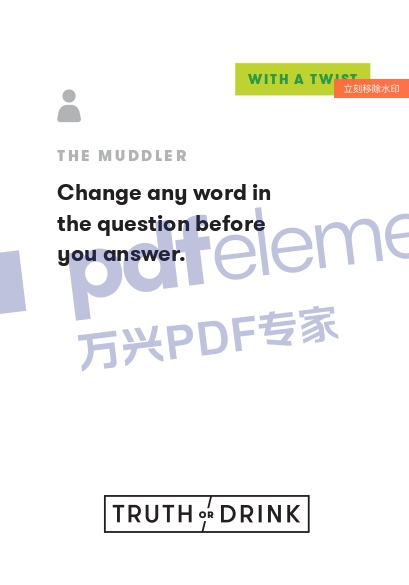 WITH A TWIST
立刻移除水印
THE MUDDLER
Change any word in
the question before
you answer.
pdfeleme
万兴PDF专家
TRUTH OR DRINK